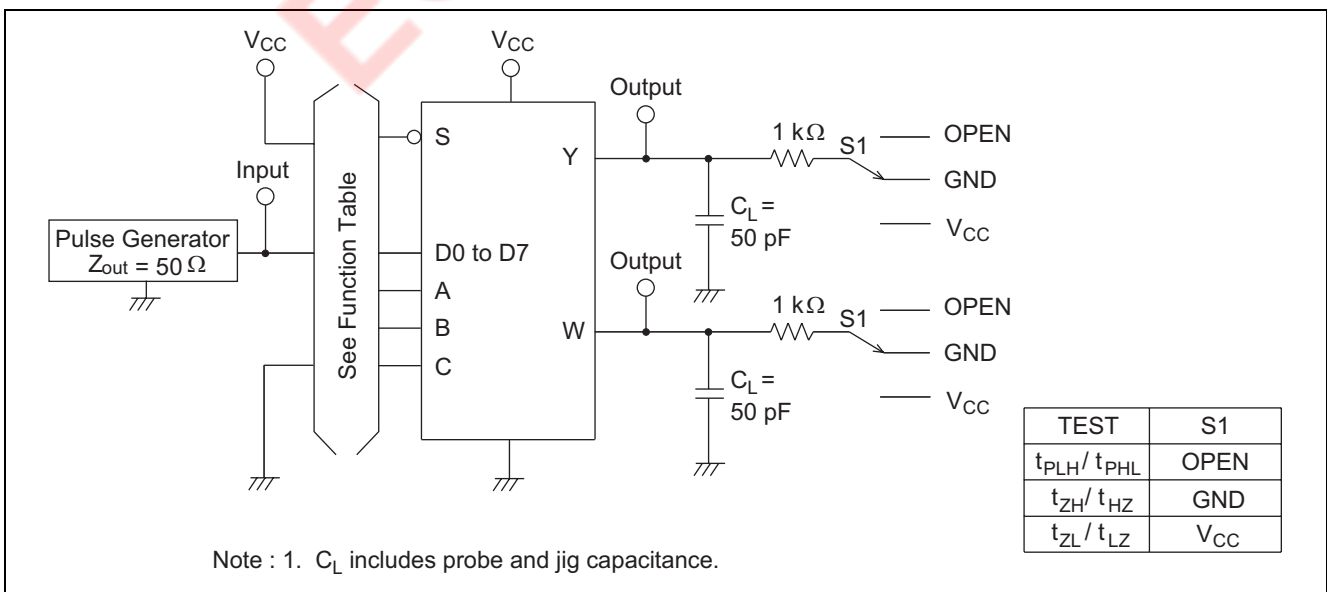 VCC
VCC
Output
1 kΩ
S1
OPEN
GND
VCC
S
Y
Input
CL =
50 pF
Pulse Generator
Zout = 50 Ω
See Function Table
D0 to D7
A
B
C
Output
W
1 kΩ
S1
OPEN
GND
VCC
CL =
50 pF
TEST S1
tPLH / tPHL OPEN
tZH / tHZ GND
tZL / tLZ VCC
Note : 1. CL includes probe and jig capacitance.